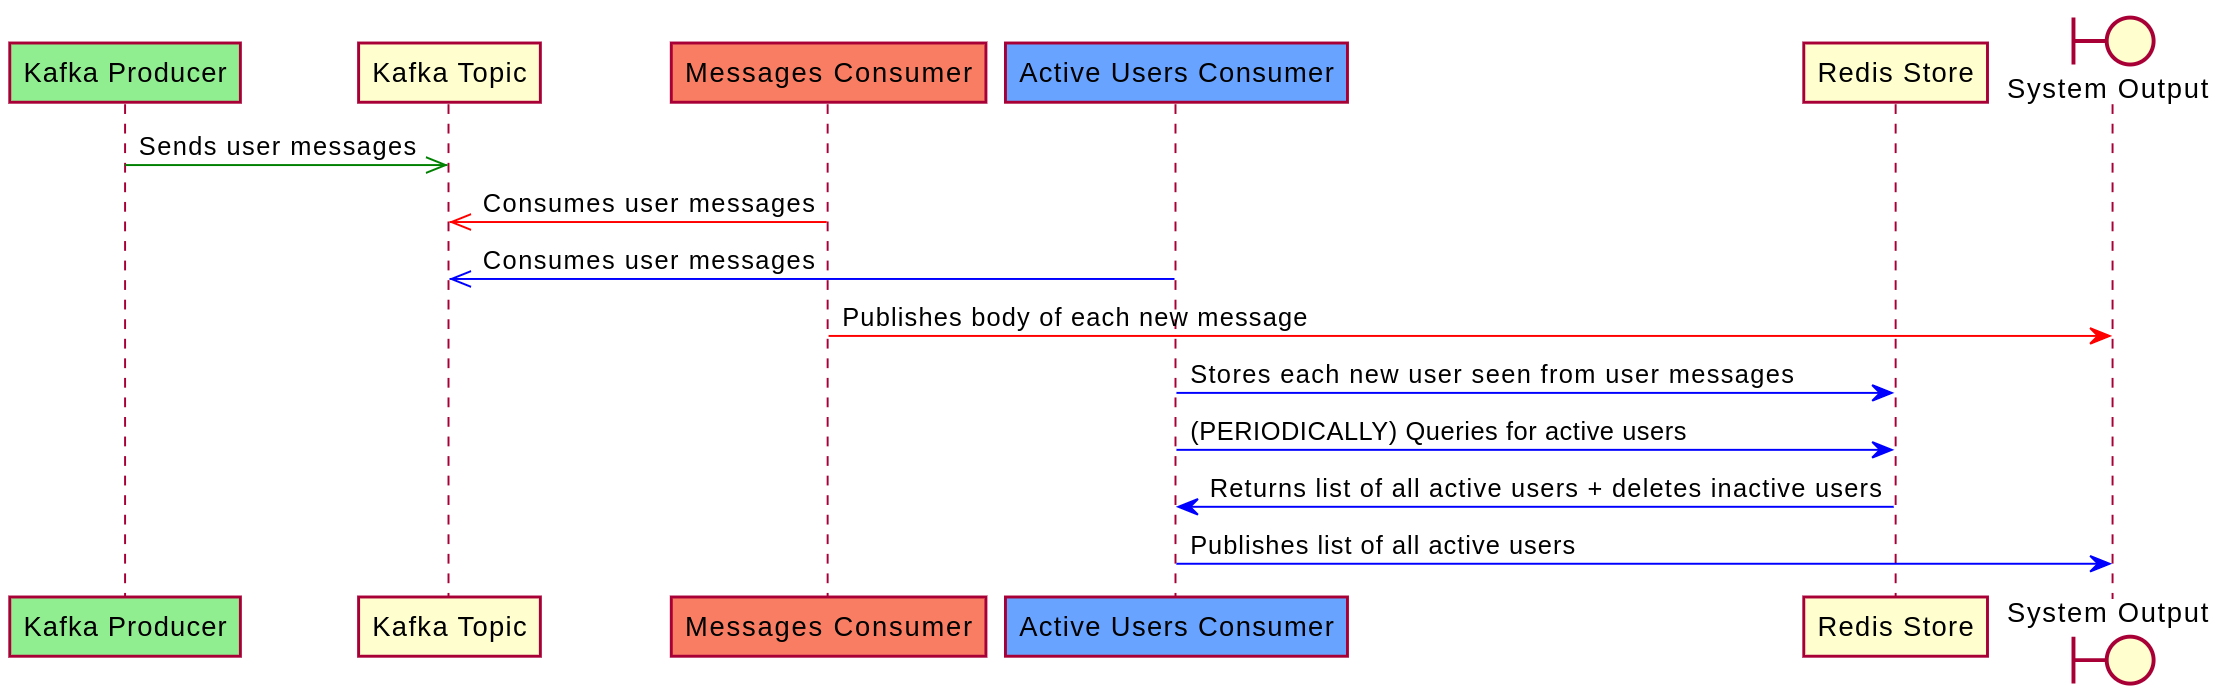 Kafka Producer
Kafka Topic
Messages Consumer
Active Users Consumer
Redis Store
System Output
Sends user messages
Consumes user messages
Consumes user messages
Publishes body of each new message
Stores each new user seen from user messages
(PERIODICALLY) Queries for active users
Returns list of all active users + deletes inactive users
Publishes list of all active users
Kafka Producer
Kafka Topic
Messages Consumer
Active Users Consumer
Redis Store
System Output